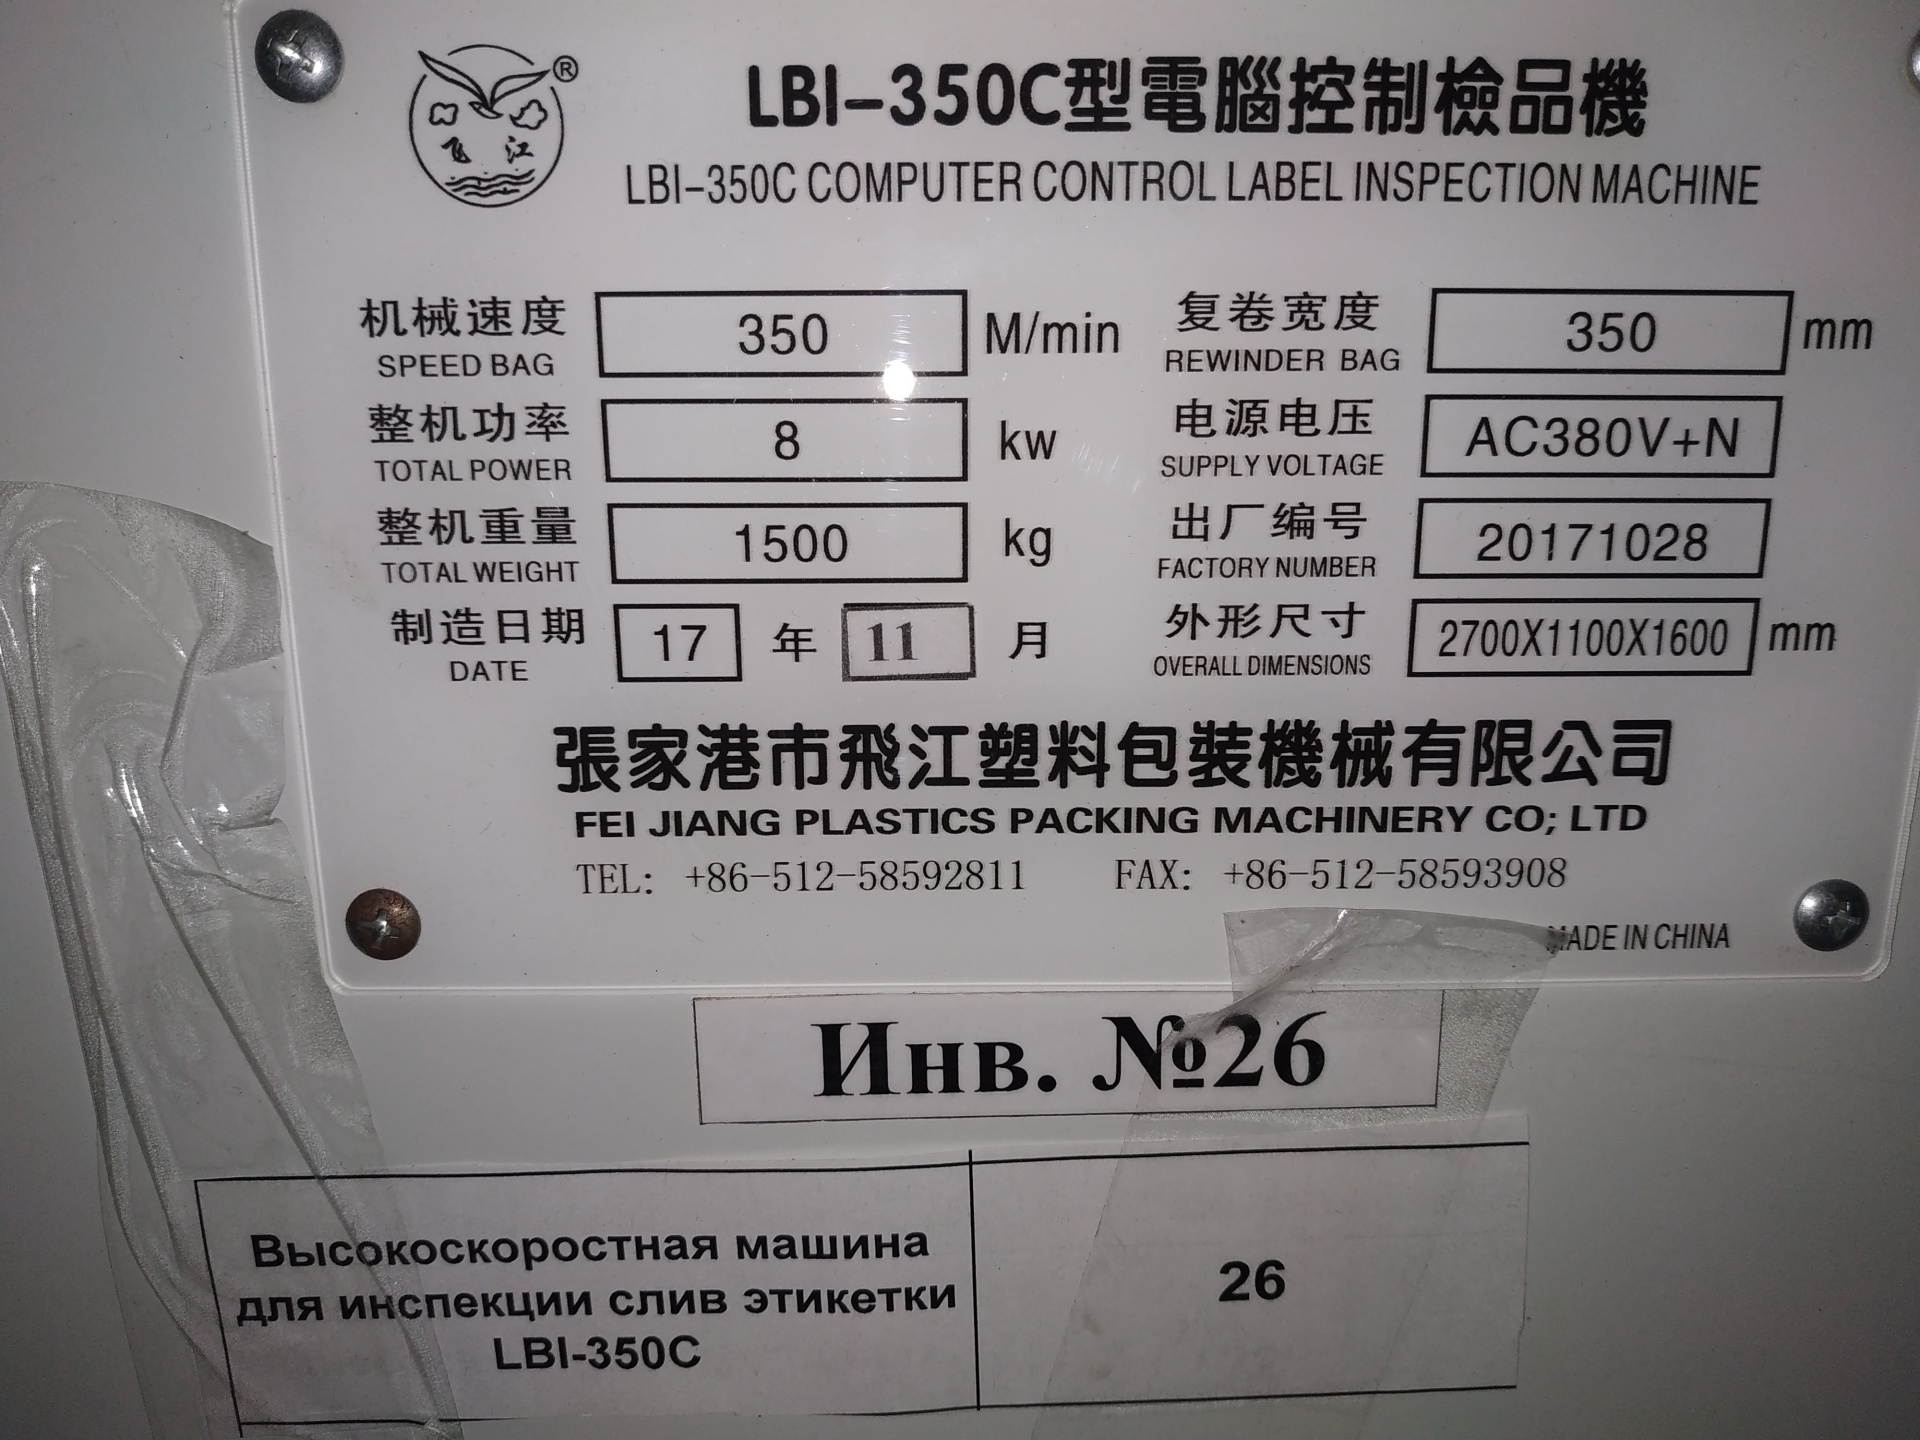 飞江®
LBI-350C型電腦控制檢品機
LBI-350C COMPUTER CONTROL LABEL INSPECTION MACHINE
机械速度 350 M/min 复卷宽度 350 mm
SPEED BAG REWINDER BAG
整机功率 8 kw 电源电压 AC380V+N
TOTAL POWER SUPPLY VOLTAGE
整机重量 1500 kg 出厂编号 20171028
TOTAL WEIGHT FACTORY NUMBER
制造日期 17 年 11 月 外形尺寸 2700X1100X1600 mm
DATE OVERALL DIMENSIONS
張家港市飛江塑料包裝機械有限公司
FEI JIANG PLASTICS PACKING MACHINERY CO; LTD
TEL: +86-512-58592811 FAX: +86-512-58593908
MADE IN CHINA
Инв. №26
Высокоскоростная машина
для инспекции слив этикетки 26
LBI-350C